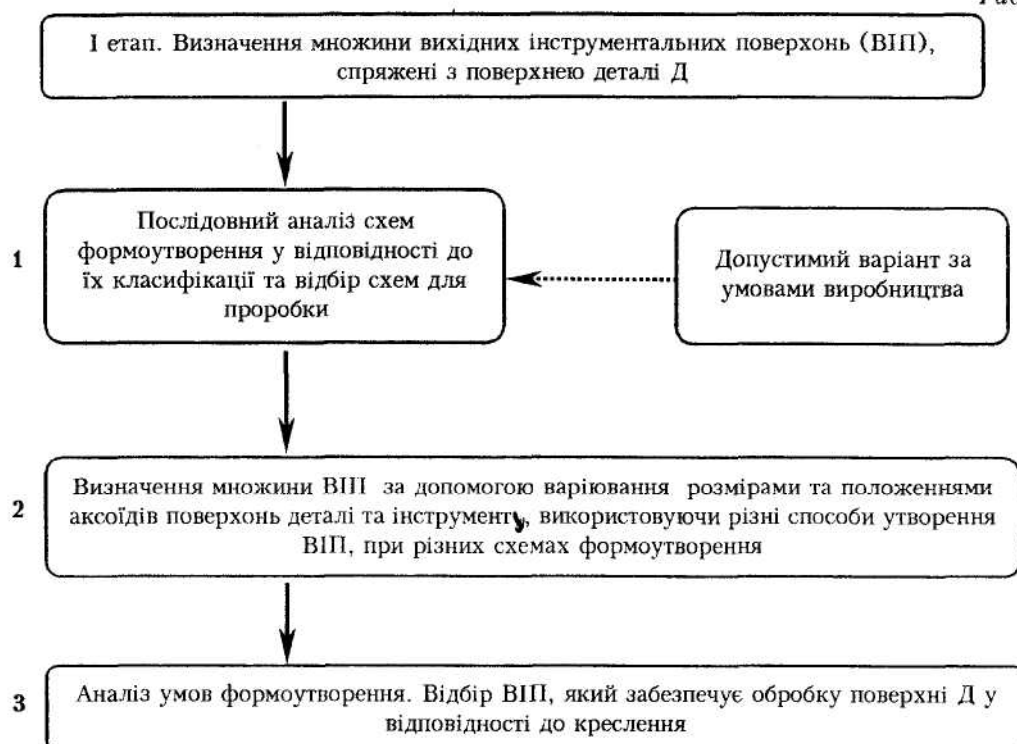 І етап. Визначення множини вихідних інструментальних поверхонь (ВІП),
спряжені з поверхнею деталі Д
1
Послідовний аналіз схем
формоутворення у відповідності до
їх класифікації та відбір схем для
проробки
Допустимий варіант за
умовами виробництва
2
Визначення множини ВІП за допомогою варіювання розмірами та положеннями
аксоїдів поверхонь деталі та інструменту, використовуючи різні способи утворення
ВІП, при різних схемах формоутворення
3
Аналіз умов формоутворення. Відбір ВІП, який забезпечує обробку поверхні Д у
відповідності до креслення